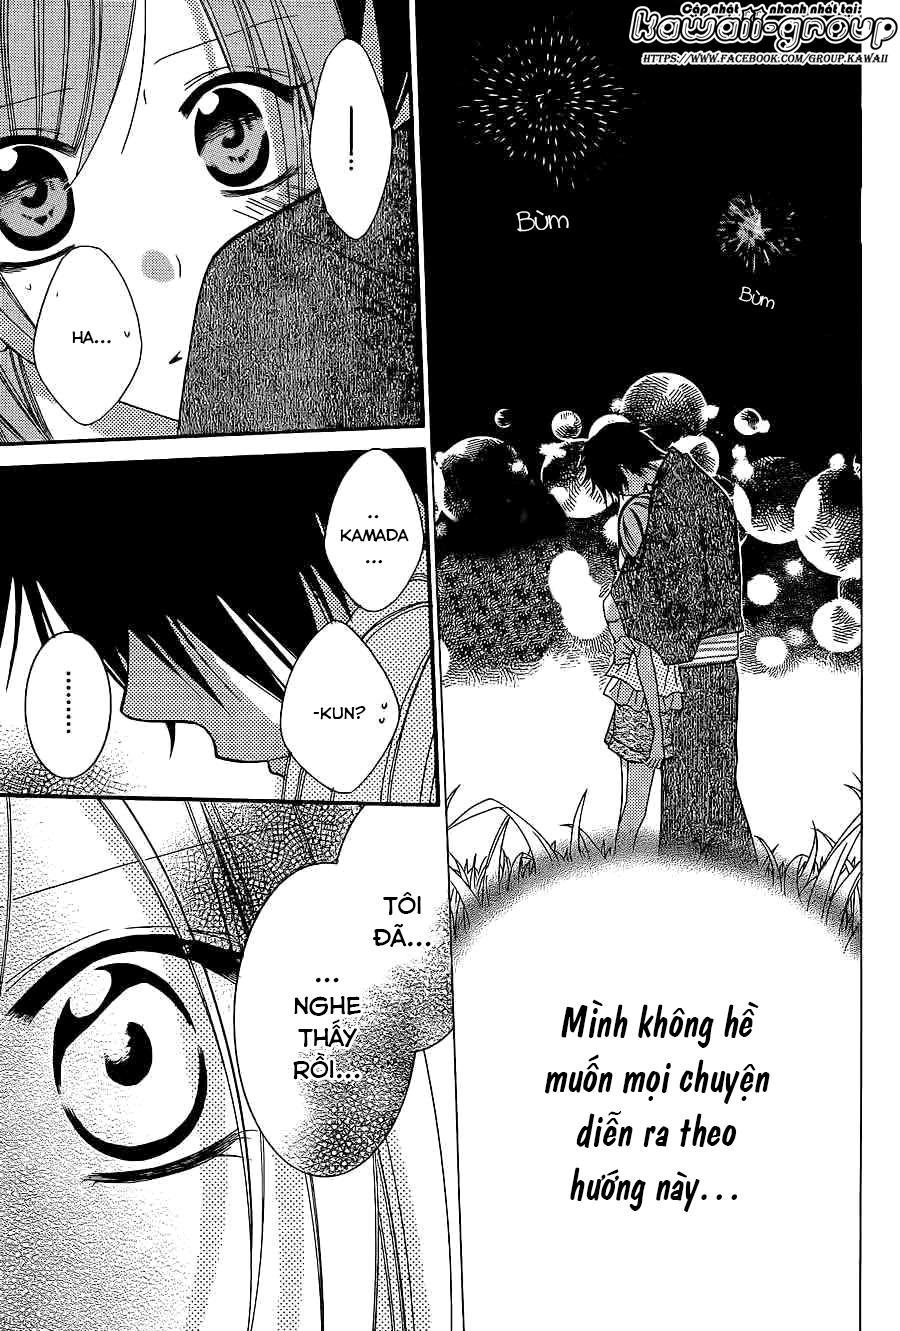 Cập nhật nhanh nhất tại:
kawaii-group
HTTPS://WWW.FACEBOOK.COM/GROUP.KAWAII
Bùm
Bùm
Mình không hề
muốn mọi chuyện
diễn ra theo
hướng này...
HA...
..
KAMADA
...
-KUN?
.........
TÔI
ĐÃ...
...
NGHE
THẤY
RỒI...